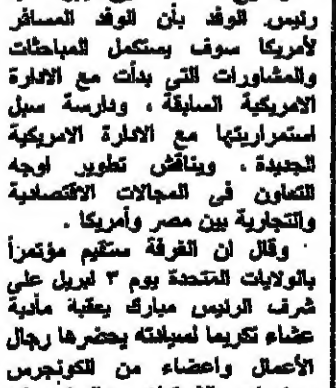 رئيس الوفد بأن الوفد المسافر
لأمريكا سوف يستكمل المباحثات
والمشاورات التى بدأت مع الادارة
الامريكية السابقة ، ودارسة سبل
استمراريتها مع الادارة الامريكية
الجديدة . ويناقش تطوير اوجه
التعاون فى المجالات الاقتصادية
والتجارية بين مصر وأمريكا .
وقال ان الغرفة ستقيم مؤتمراً
بالولايات المتحدة يوم ٣ ابريل على
شرف الرئيس مبارك يعقبة مأدبة
عشاء تكريما لسيادته يحضرها رجال
الأعمال واعضاء من الكونجرس